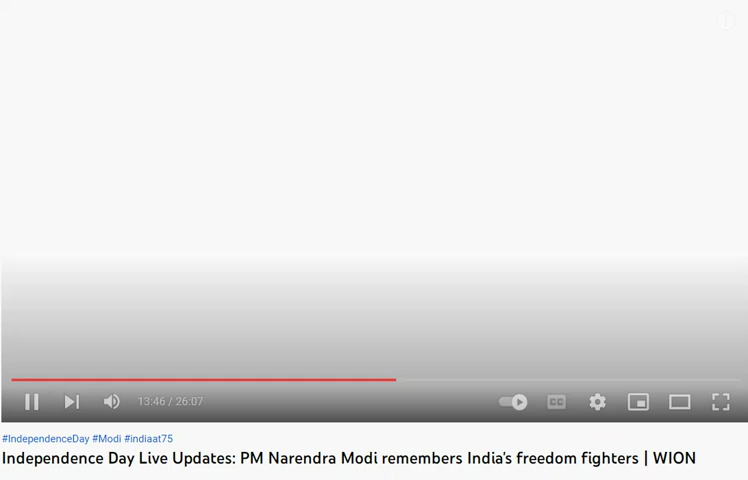 13:46 / 26:07
CC
#IndependenceDay #Modi #indiaat75
Independence Day Live Updates: PM Narendra Modi remembers India's freedom fighters | WION